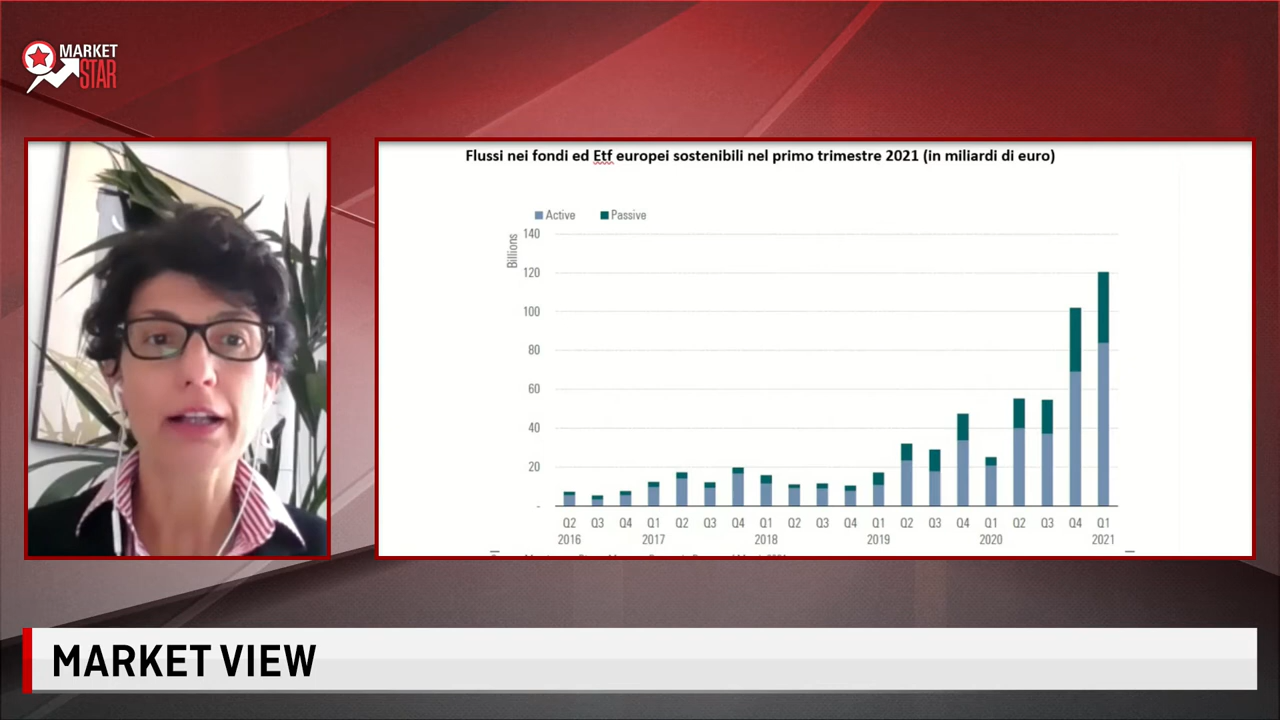 MARKET
STAR
Flussi nei fondi ed Etf europei sostenibili nel primo trimestre 2021 (in miliardi di euro)
Active Passive
Billions
140
120
100
80
60
40
20
-
Q2 Q3 Q4 Q1 Q2 Q3 Q4 Q1 Q2 Q3 Q4 Q1 Q2 Q3 Q4 Q1 Q2 Q3 Q4 Q1
2016 2017 2018 2019 2020 2021
MARKET VIEW